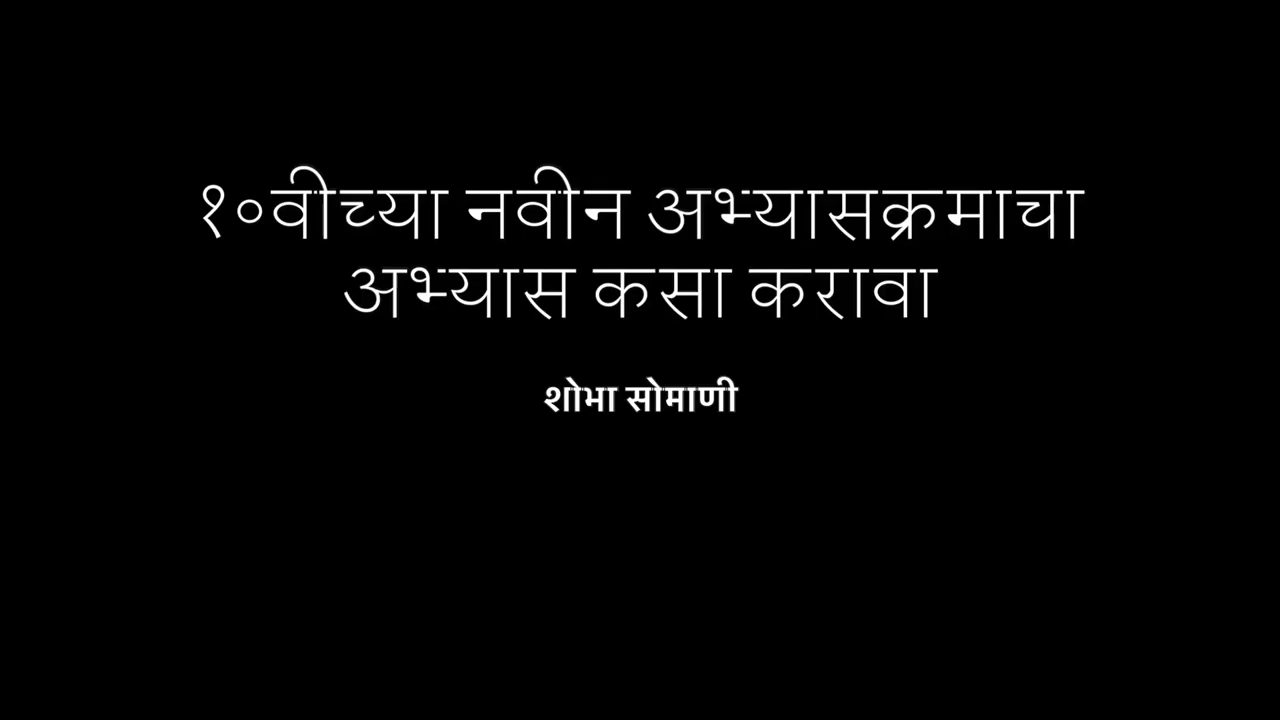 १०वीच्या नवीन अभ्यासक्रमाचा
अभ्यास कसा करावा
शोभा सोमाणी